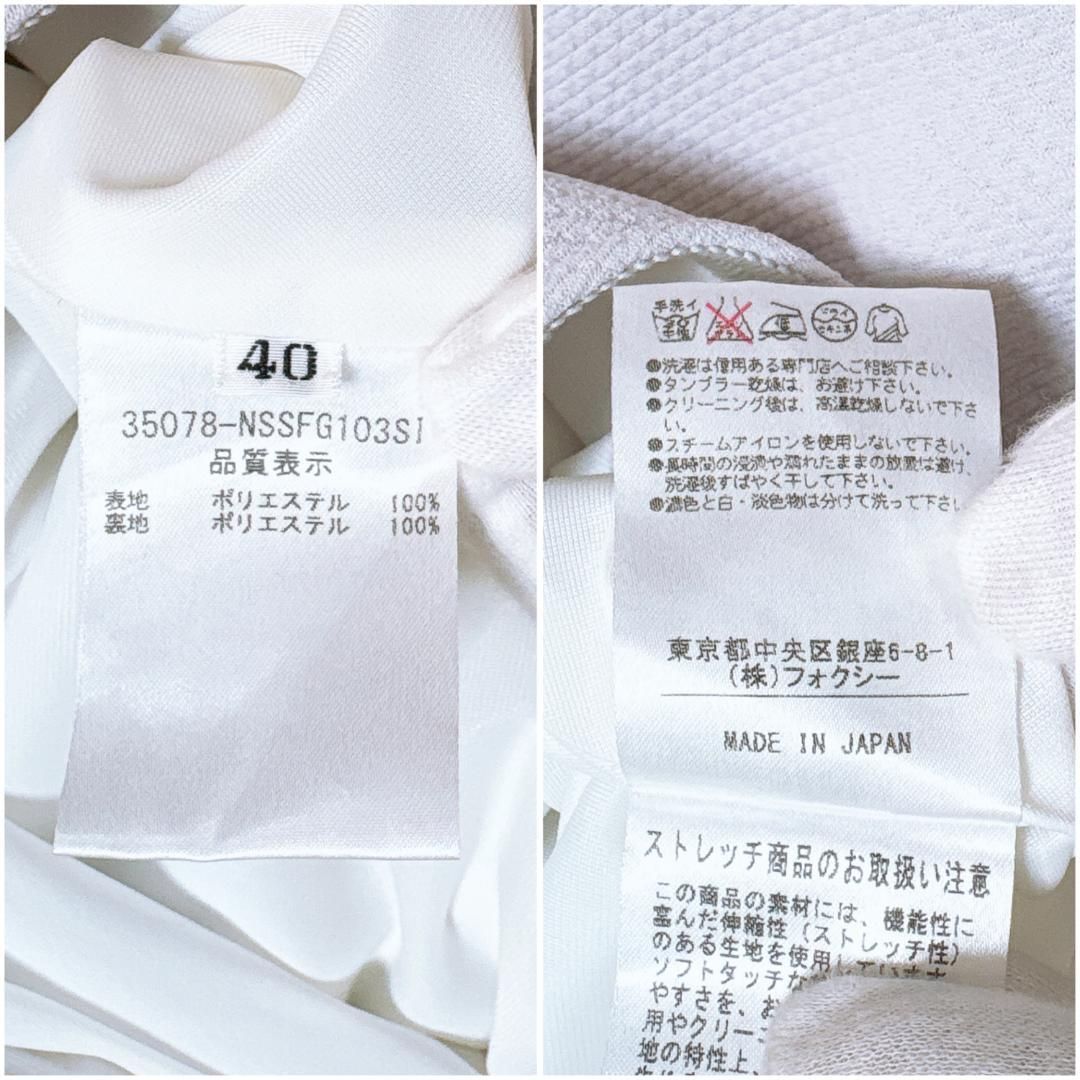 40
35078-NSSFG103SI
品質表示
表地 ポリエステル 100%
裏地 ポリエステル 100%
手洗イ
●洗濯は信用ある専門店へご相談下さい。
●タンブラー乾燥は、お避け下さい。
●クリーニング後は、高温乾燥しないで下さ
い。
●スチームアイロンを使用しないで下さい。
●長時間の浸漬や濡れたままの放置は避け、
洗濯後すばやく干して下さい。
●濃色と白・淡色物は分けて洗って下さい
東京都中央区銀座6-8-1
(株)フォクシー
MADE IN JAPAN
ストレッチ商品のお取扱い注意
この商品の素材には、機能性に
富んだ伸縮性(ストレッチ性)
のある生地を使用しています
ソフトタッチな
やすさを、お
用やクリー
地の特性上、